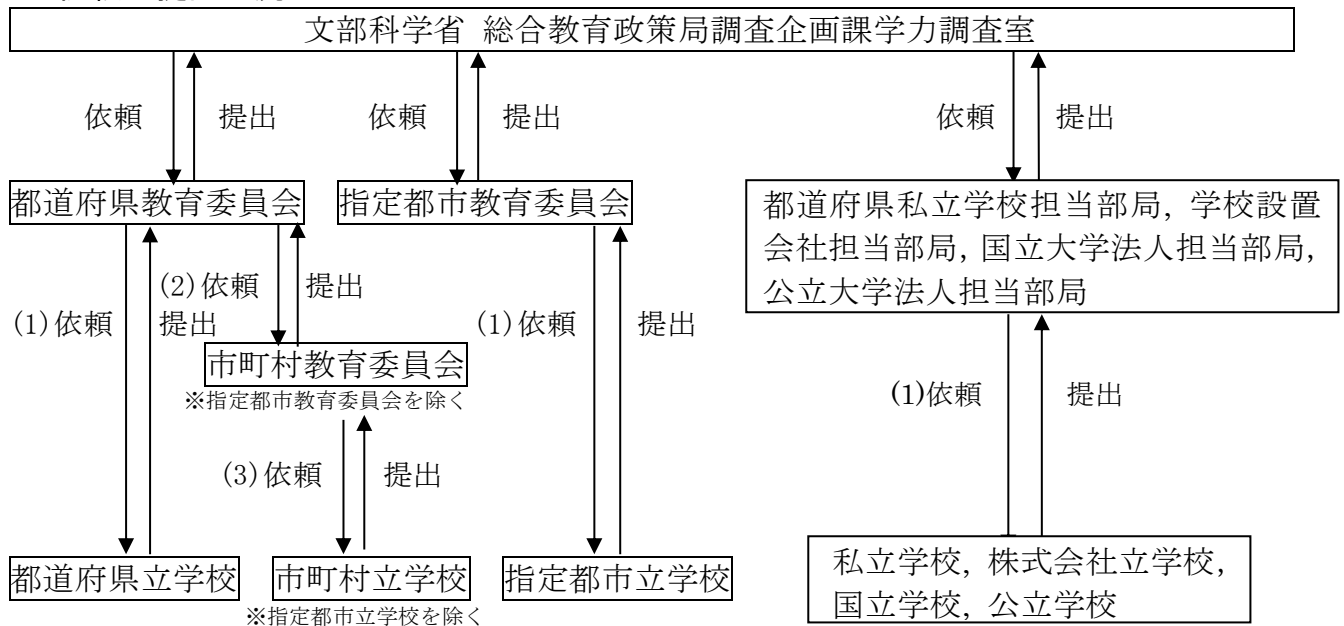 文部科学省 総合教育政策局調査企画課学力調査室
依頼 提出 依頼 提出 依頼 提出
都道府県教育委員会 指定都市教育委員会
都道府県私立学校担当部局, 学校設置
会社担当部局, 国立大学法人担当部局,
公立大学法人担当部局
(2)依頼 提出
(1)依頼 提出 (1)依頼 提出
市町村教育委員会
※指定都市教育委員会を除く
(1)依頼 提出
(3)依頼 提出
都道府県立学校 市町村立学校 指定都市立学校
※指定都市立学校を除く
私立学校, 株式会社立学校,
国立学校, 公立学校